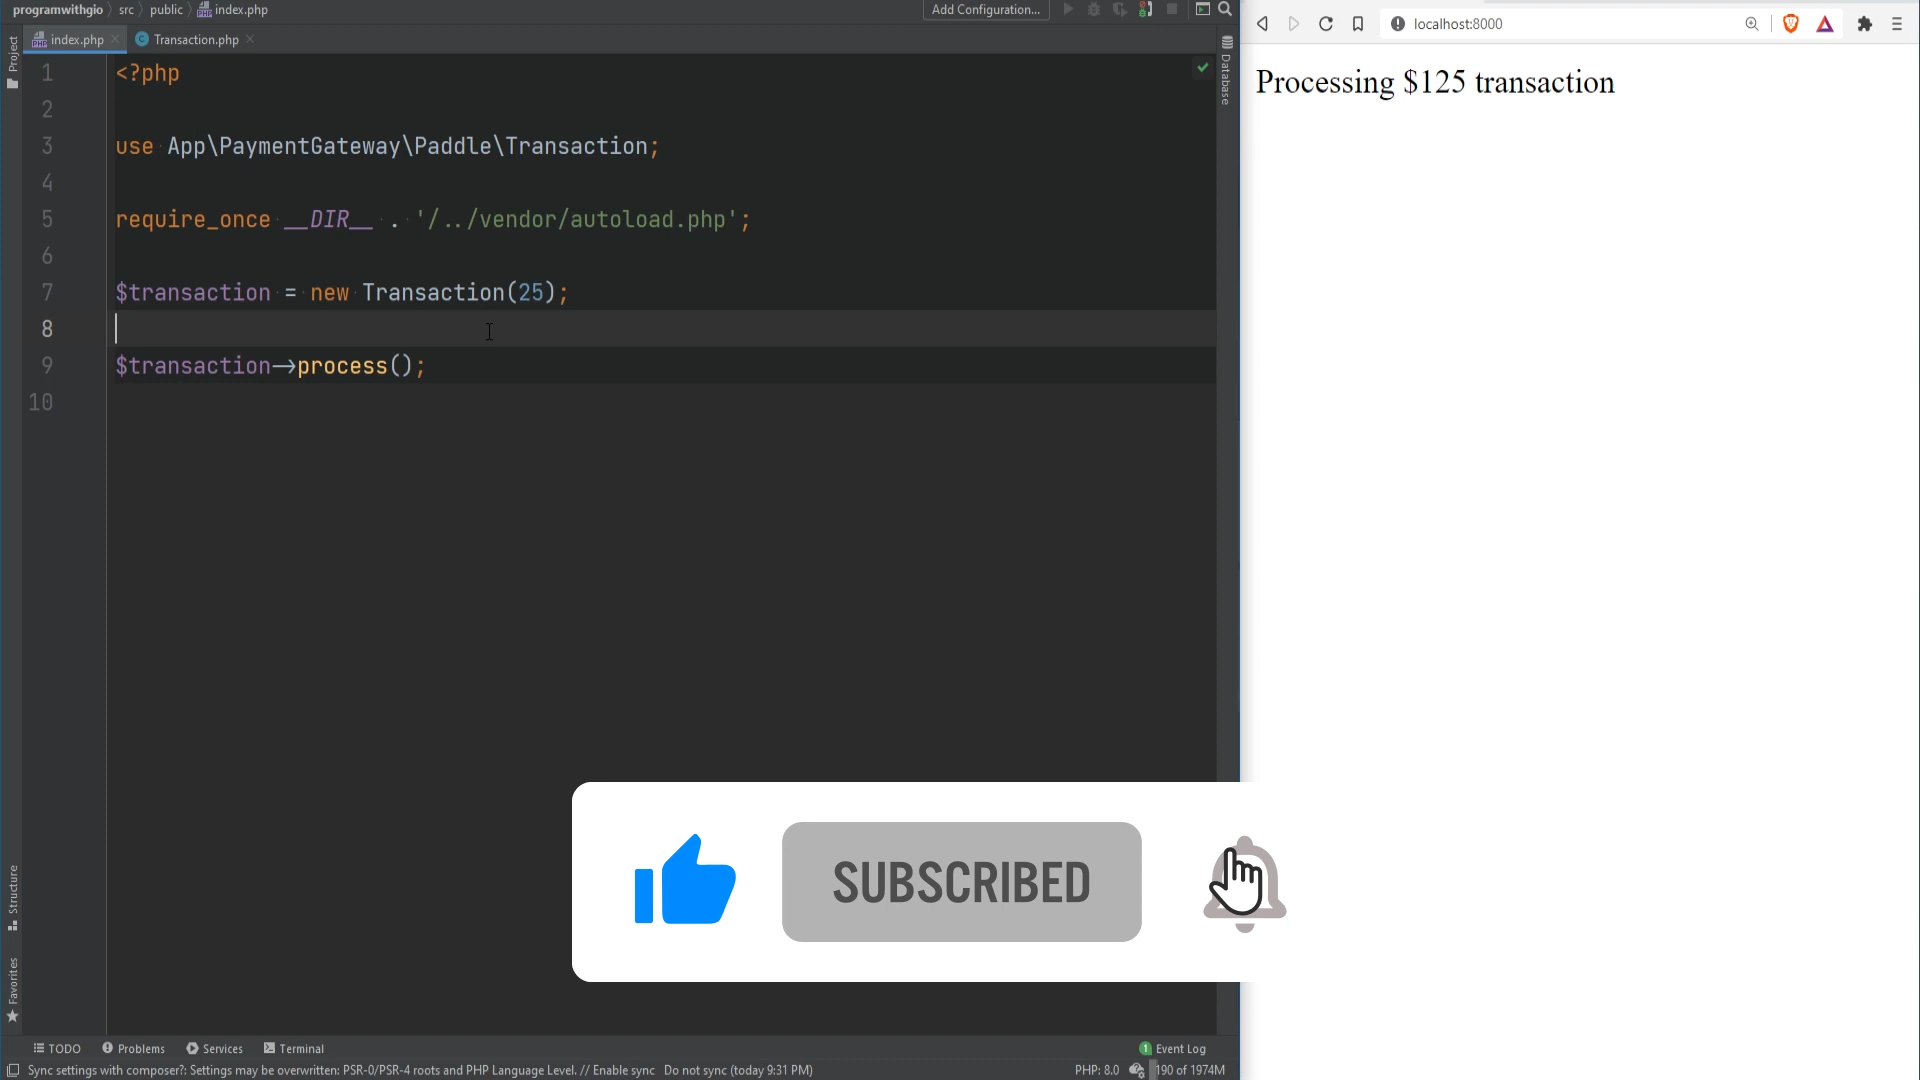 programwithgio src public index.php Add Configuration...
index.php Transaction.php
Project
Database
1 <?php
2
3 use App\PaymentGateway\Paddle\Transaction;
4
5 require_once __DIR__ . '/../vendor/autoload.php';
6
7 $transaction = new Transaction(25);
8
9 $transaction->process();
10
Structure
Favorites
TODO Problems Services Terminal Event Log
Sync settings with composer?: Settings may be overwritten: PSR-0/PSR-4 roots and PHP Language Level. // Enable sync Do not sync (today 9:31 PM) PHP: 8.0 190 of 1974M
localhost:8000
Processing $125 transaction
SUBSCRIBED